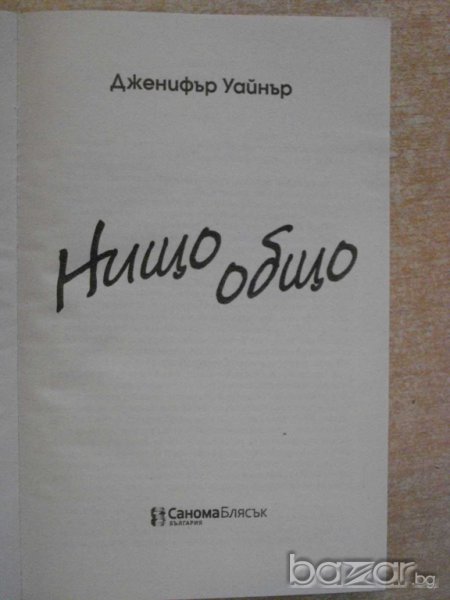 Дженифър Уайнър
Нищо общо
СаномаБлясък
БЪЛГАРИЯ
bazar.bg